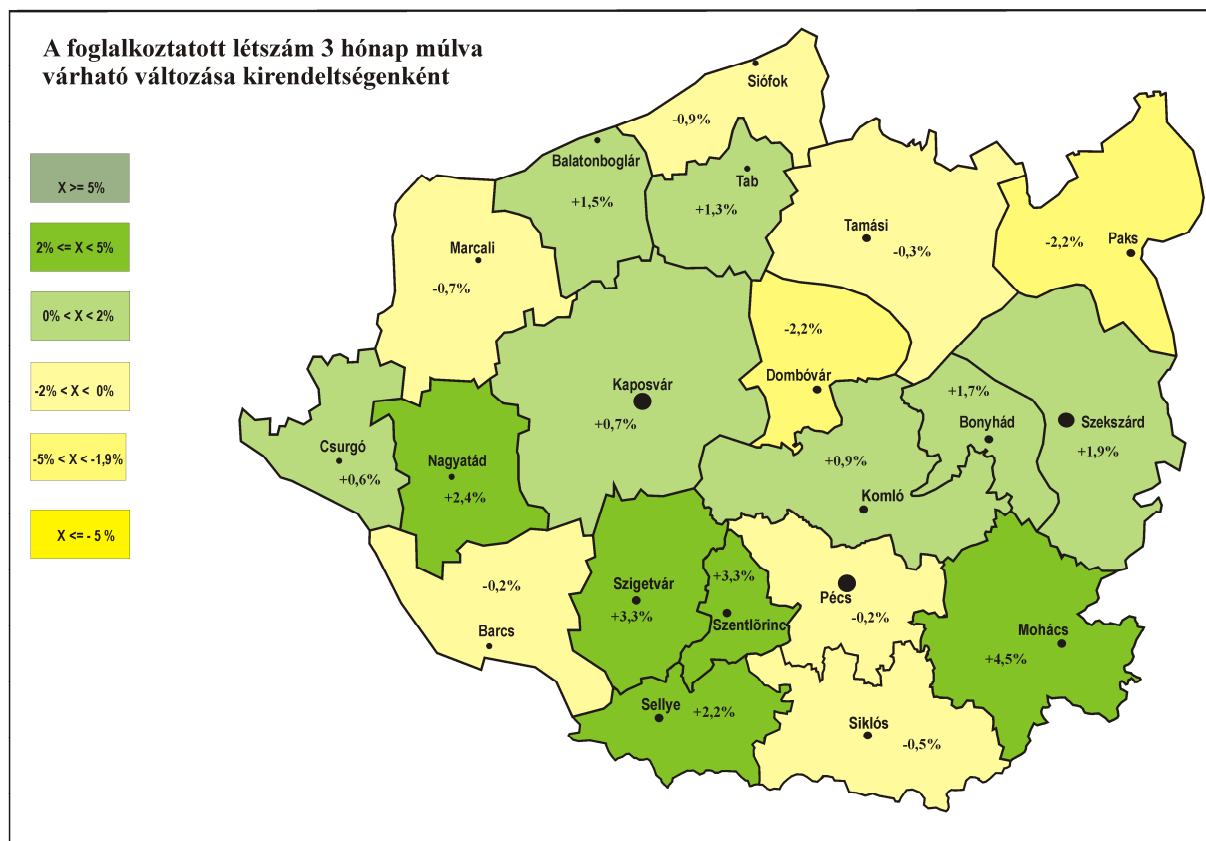 A foglalkoztatott létszám 3 hónap múlva
várható változása kirendeltségenként
X >= 5%
2% <= X < 5%
0% < X < 2%
-2% < X < 0%
-5% < X < -1,9%
X <= - 5 %
Siófok
-0,9%
Balatonboglár
+1,5%
Tab
+1,3%
Marcali
-0,7%
Tamási
-0,3%
Paks
-2,2%
-2,2%
Dombóvár
Kaposvár
+0,7%
+1,7%
Bonyhád
Szekszárd
+1,9%
Csurgó
+0,6%
Nagyatád
+2,4%
+0,9%
Komló
-0,2%
Barcs
Szigetvár
+3,3%
+3,3%
Szentlõrinc
Pécs
-0,2%
Mohács
+4,5%
Sellye
+2,2%
Siklós
-0,5%